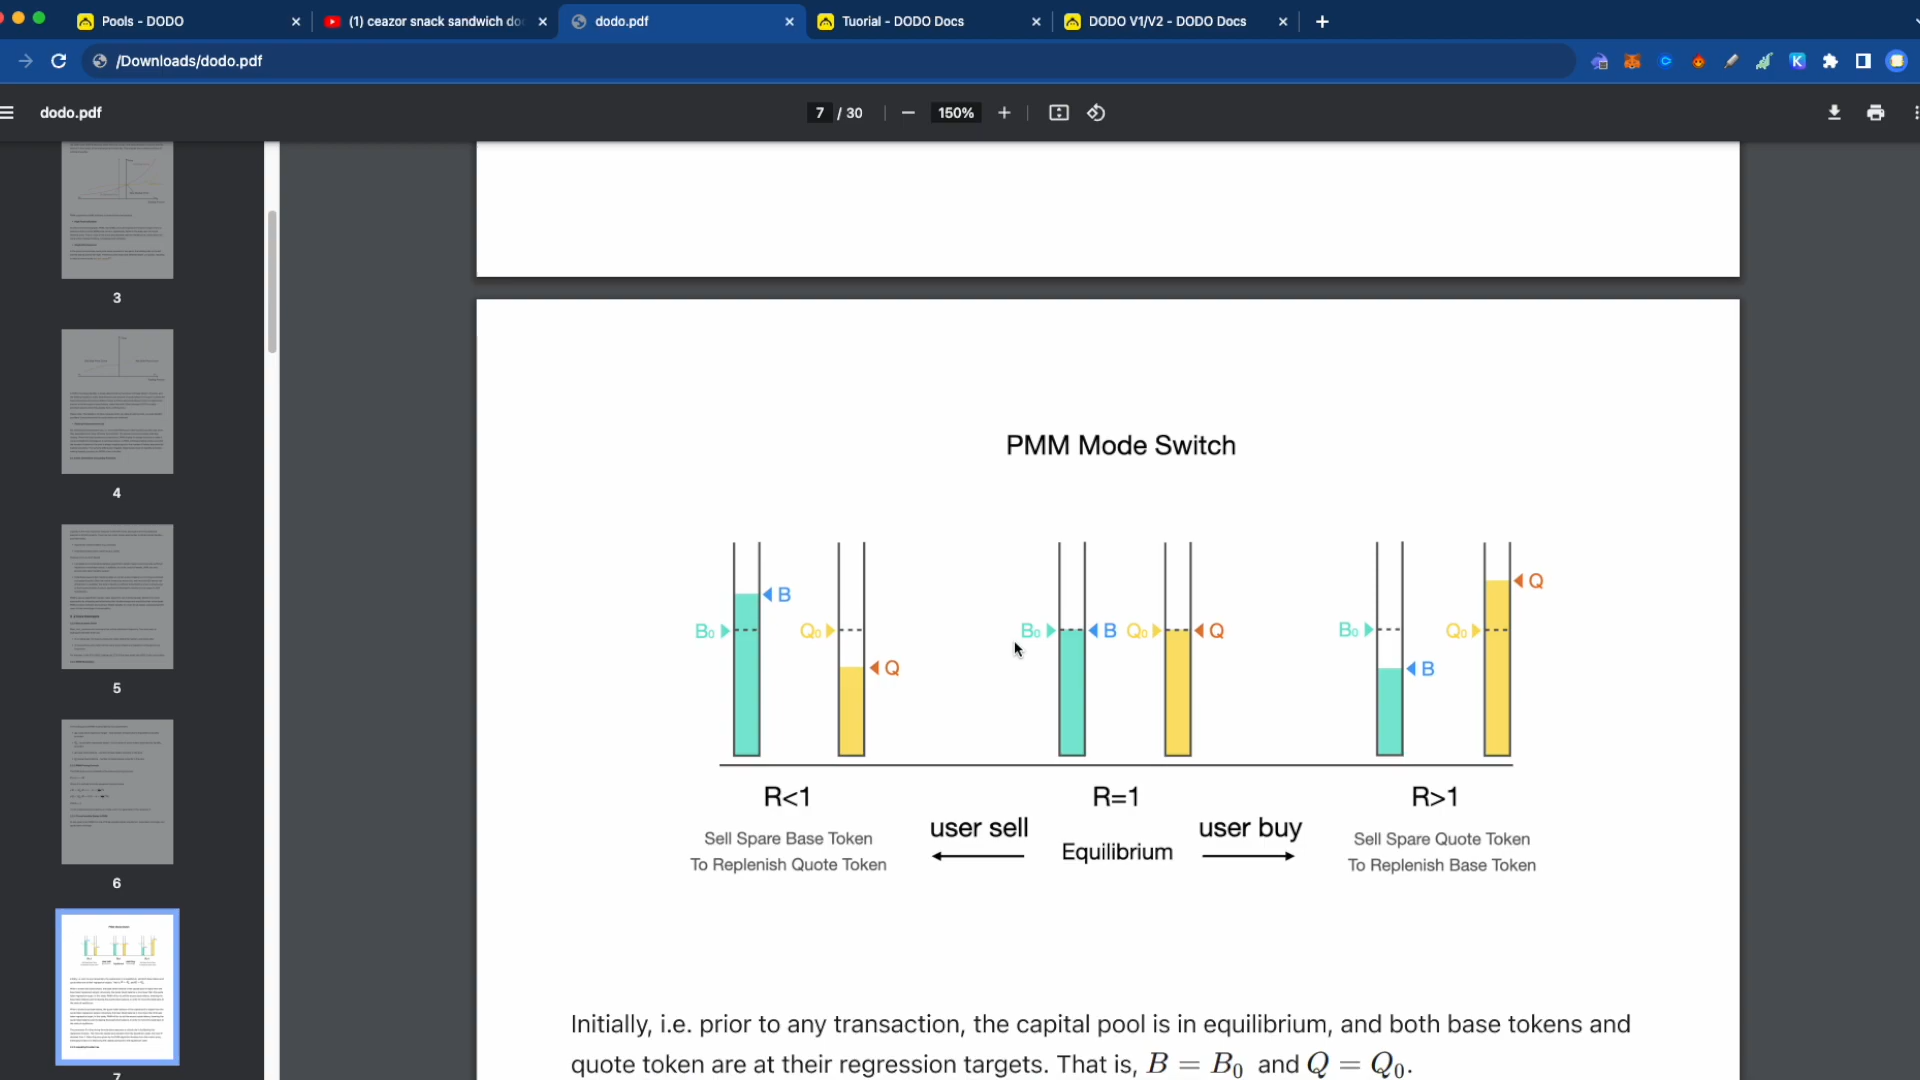 Pools - DODO
(1) ceazor snack sandwich do
dodo.pdf
Tuorial - DODO Docs
DODO V1/V2 - DODO Docs
/Downloads/dodo.pdf
dodo.pdf
7 / 30
150%
3
4
5
6
7
PMM Mode Switch
B₀ B Q₀ Q
B₀ B Q₀ Q
B₀ B Q₀ Q
R<1
R=1
R>1
Sell Spare Base Token
To Replenish Quote Token
user sell
Equilibrium
user buy
Sell Spare Quote Token
To Replenish Base Token
Initially, i.e. prior to any transaction, the capital pool is in equilibrium, and both base tokens and
quote token are at their regression targets. That is, B = B₀ and Q = Q₀.